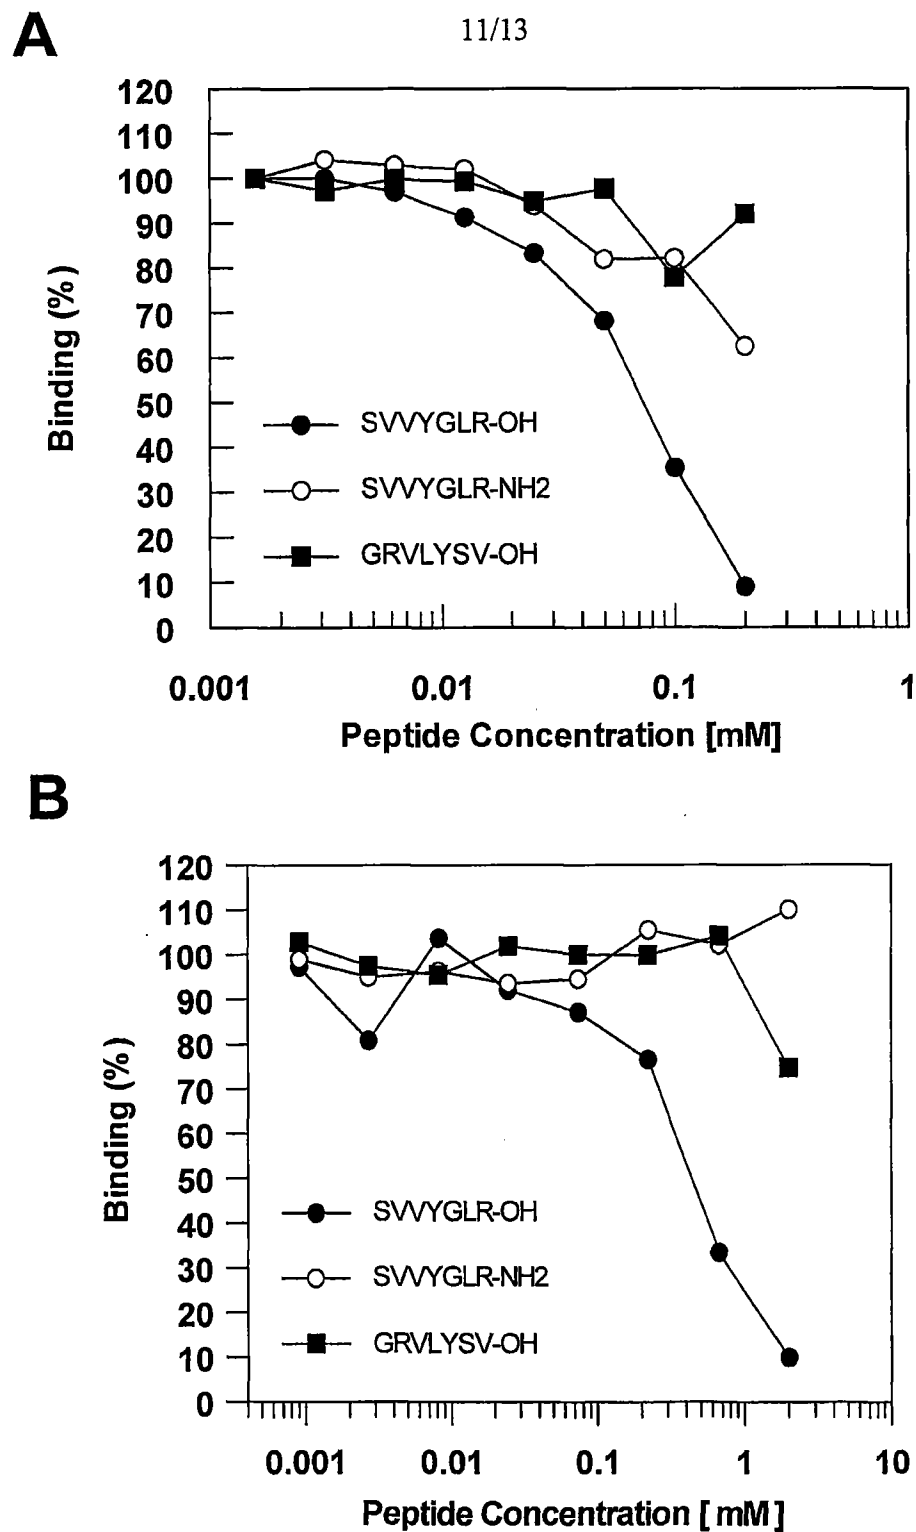 A
11/13
120
110
100
90
80
70
60
50
40
30
20
10
0
Binding (%)
SVVYGLR-OH
SVVYGLR-NH2
GRVLYSV-OH
0.001 0.01 0.1 1
Peptide Concentration [mM]
B
120
110
100
90
80
70
60
50
40
30
20
10
0
Binding (%)
SVVYGLR-OH
SVVYGLR-NH2
GRVLYSV-OH
0.001 0.01 0.1 1 10
Peptide Concentration [ mM ]